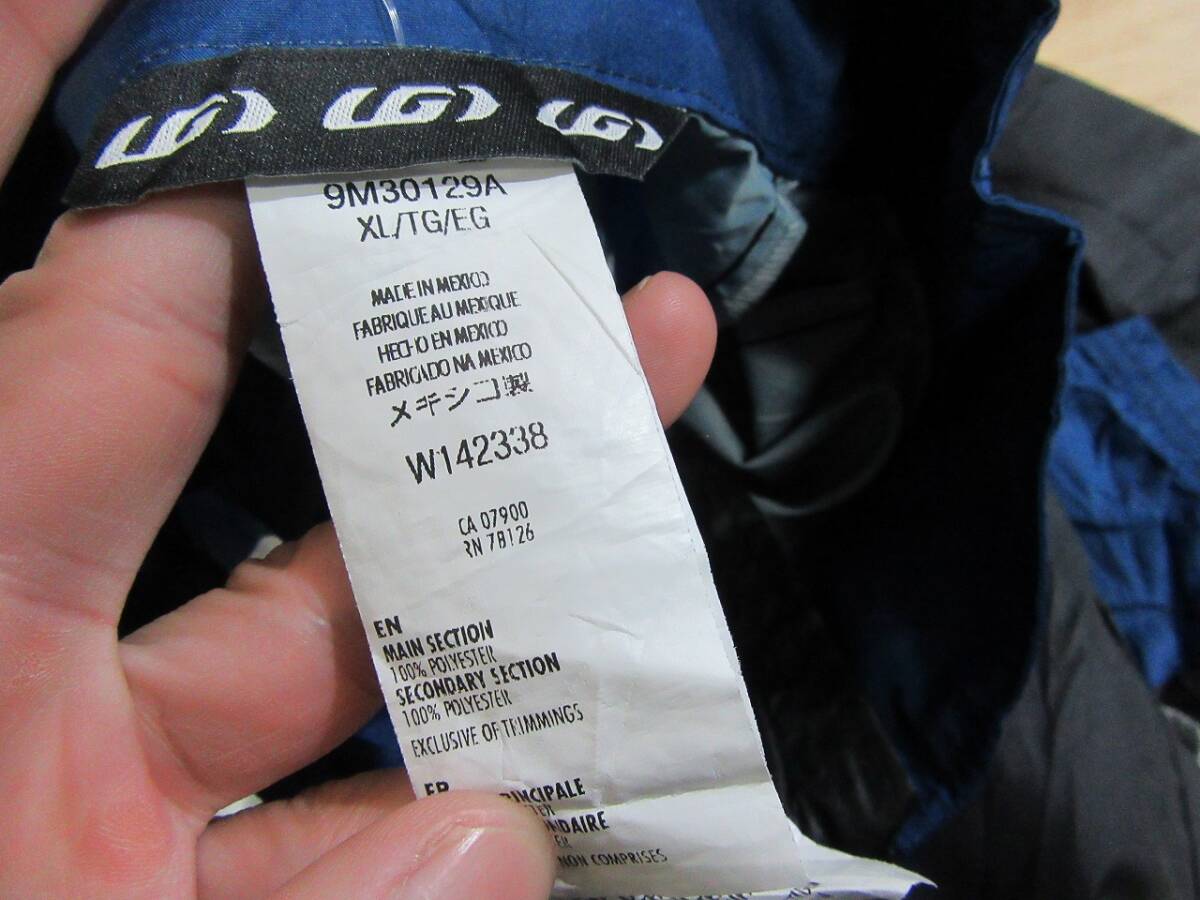 9M30129A
XL/TG/EG
MADE IN MEXICO
FABRIQUE AU MEXIQUE
HECHO EN MEXICO
FABRICADO NA MEXICO
メキシコ製
W142338
CA 07900
RN 78126
EN
MAIN SECTION
100% POLYESTER
SECONDARY SECTION
100% POLYESTER
EXCLUSIVE OF TRIMMINGS
NON COMPRISES